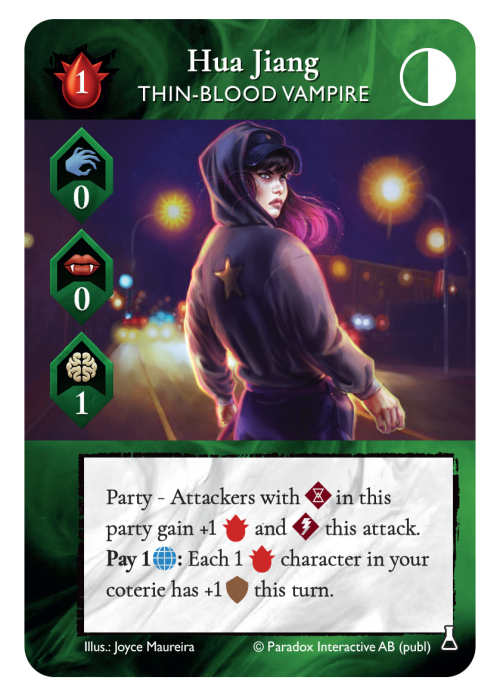 1
Hua Jiang
THIN-BLOOD VAMPIRE
0
0
1
Party - Attackers with in this
party gain +1 and this attack.
Pay 1 : Each 1 character in your
coterie has +1 this turn.
Illus.: Joyce Maureira © Paradox Interactive AB (publ)